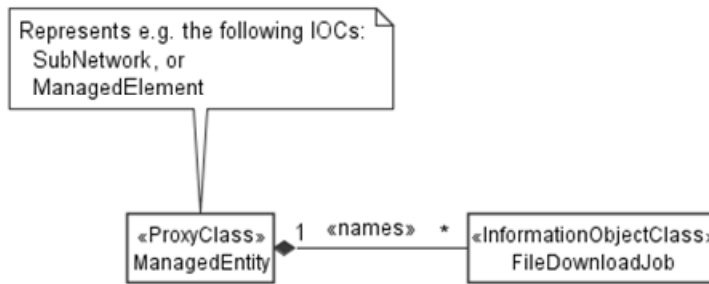 Represents e.g. the following IOCs:
SubNetwork, or
ManagedElement
«ProxyClass»
ManagedEntity
1 «names» *
«InformationObjectClass»
FileDownloadJob